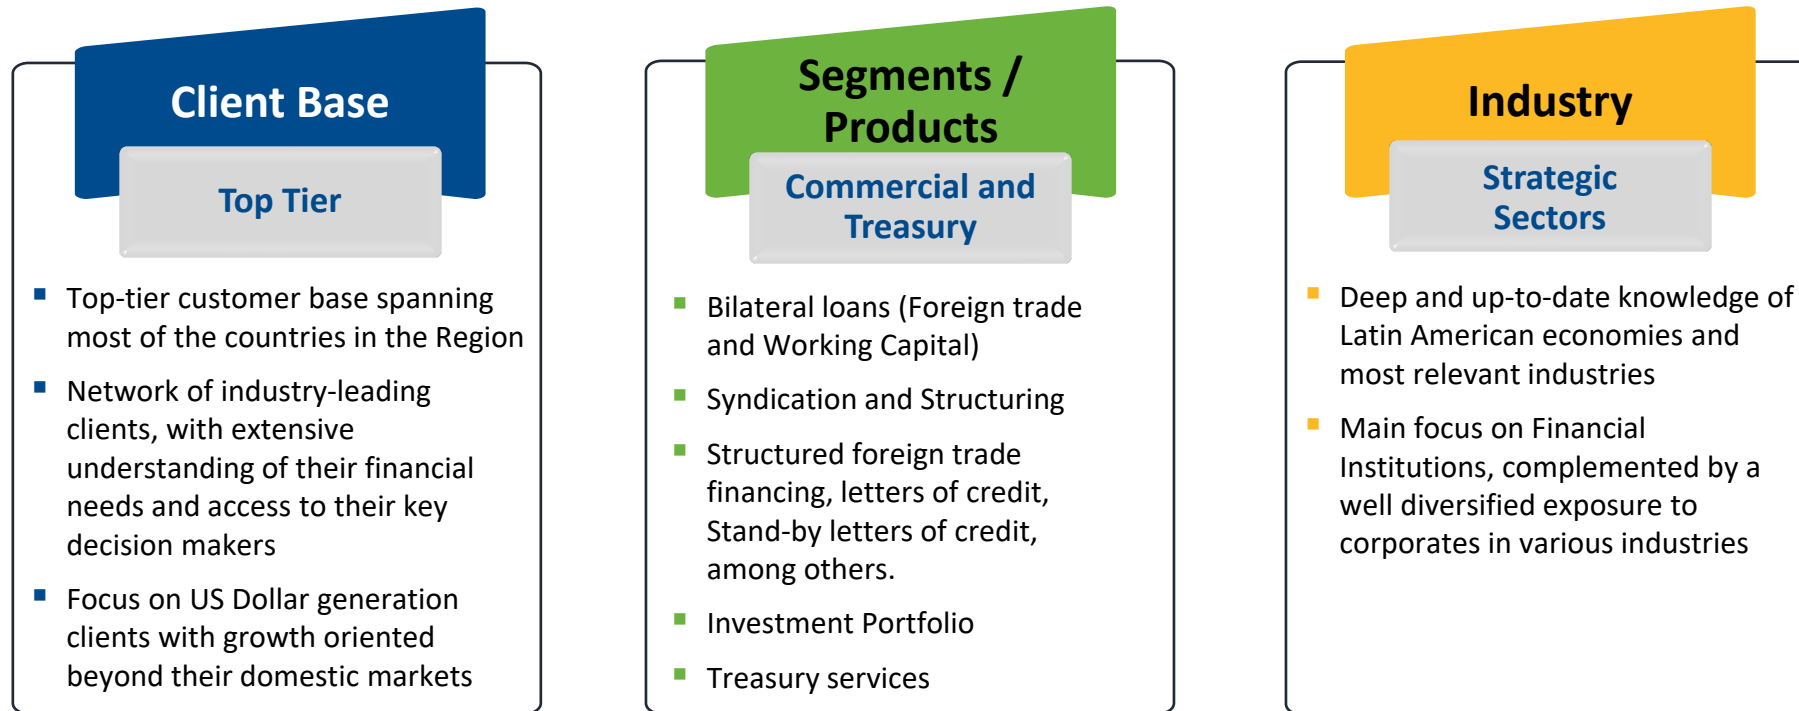 Client Base
Top Tier
▪ Top-tier customer base spanning
most of the countries in the Region
▪ Network of industry-leading
clients, with extensive
understanding of their financial
needs and access to their key
decision makers
▪ Focus on US Dollar generation
clients with growth oriented
beyond their domestic markets
Segments /
Products
Commercial and
Treasury
▪ Bilateral loans (Foreign trade
and Working Capital)
▪ Syndication and Structuring
▪ Structured foreign trade
financing, letters of credit,
Stand-by letters of credit,
among others.
▪ Investment Portfolio
▪ Treasury services
Industry
Strategic
Sectors
▪ Deep and up-to-date knowledge of
Latin American economies and
most relevant industries
▪ Main focus on Financial
Institutions, complemented by a
well diversified exposure to
corporates in various industries